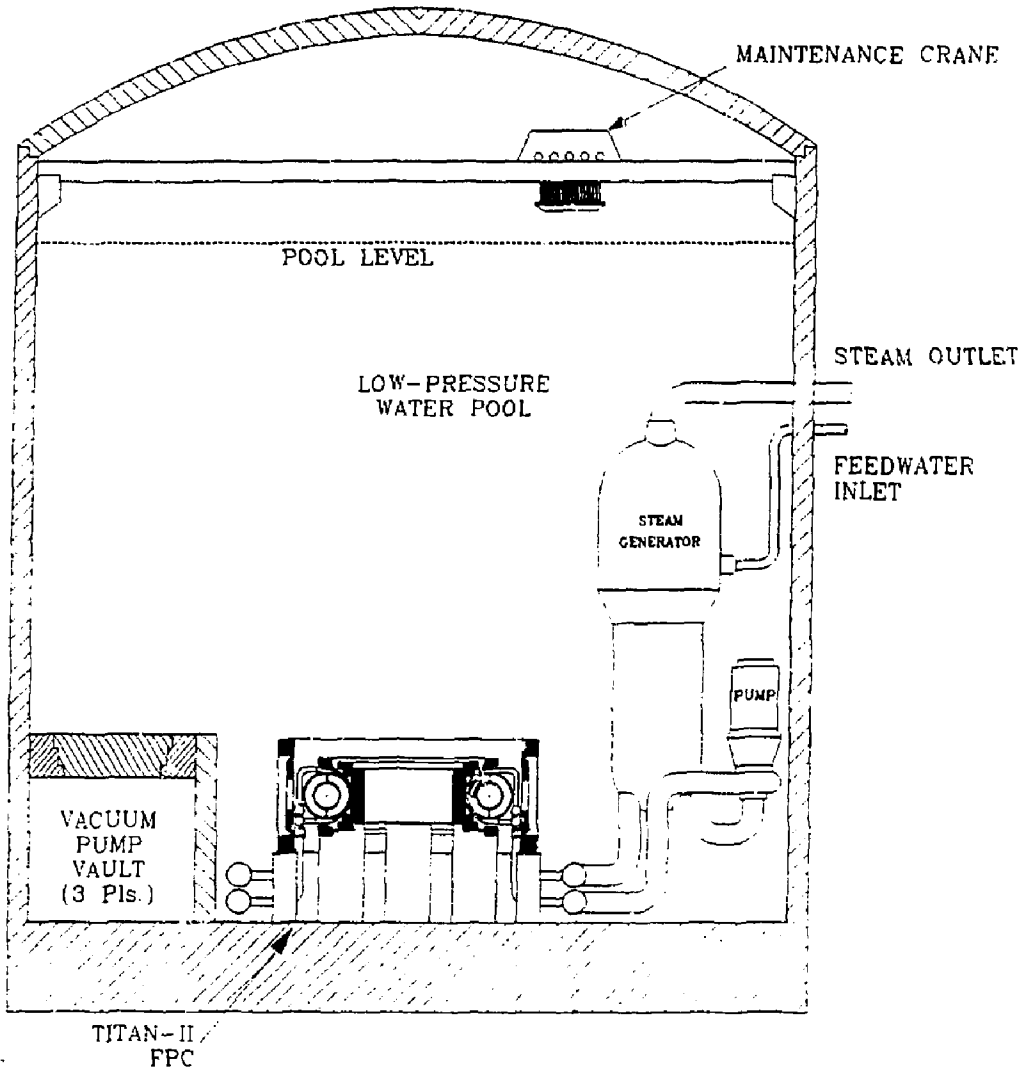 MAINTENANCE CRANE
POOL LEVEL
STEAM OUTLET
LOW-PRESSURE
WATER POOL
FEEDWATER
INLET
STEAM
GENERATOR
PUMP
VACUUM
PUMP
VAULT
(3 Pls.)
TITAN-II
FPC